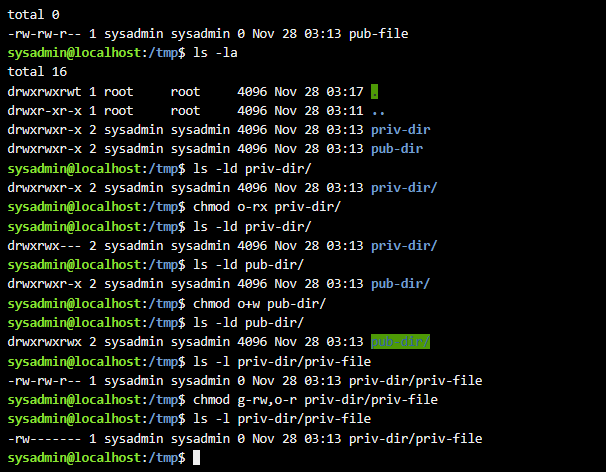 total 0
-rw-rw-r-- 1 sysadmin sysadmin 0 Nov 28 03:13 pub-file
sysadmin@localhost:/tmp$ ls -la
total 16
drwxrwxrwt 1 root     root     4096 Nov 28 03:17 .
drwxr-xr-x 1 root     root     4096 Nov 28 03:11 ..
drwxrwxr-x 2 sysadmin sysadmin 4096 Nov 28 03:13 priv-dir
drwxrwxr-x 2 sysadmin sysadmin 4096 Nov 28 03:13 pub-dir
sysadmin@localhost:/tmp$ ls -ld priv-dir/
drwxrwxr-x 2 sysadmin sysadmin 4096 Nov 28 03:13 priv-dir/
sysadmin@localhost:/tmp$ chmod o-rx priv-dir/
sysadmin@localhost:/tmp$ ls -ld priv-dir/
drwxrwx--- 2 sysadmin sysadmin 4096 Nov 28 03:13 priv-dir/
sysadmin@localhost:/tmp$ ls -ld pub-dir/
drwxrwxr-x 2 sysadmin sysadmin 4096 Nov 28 03:13 pub-dir/
sysadmin@localhost:/tmp$ chmod o+w pub-dir/
sysadmin@localhost:/tmp$ ls -ld pub-dir/
drwxrwxrwx 2 sysadmin sysadmin 4096 Nov 28 03:13 pub-dir/
sysadmin@localhost:/tmp$ ls -l priv-dir/priv-file
-rw-rw-r-- 1 sysadmin sysadmin 0 Nov 28 03:13 priv-dir/priv-file
sysadmin@localhost:/tmp$ chmod g-rw,o-r priv-dir/priv-file
sysadmin@localhost:/tmp$ ls -l priv-dir/priv-file
-rw------- 1 sysadmin sysadmin 0 Nov 28 03:13 priv-dir/priv-file
sysadmin@localhost:/tmp$